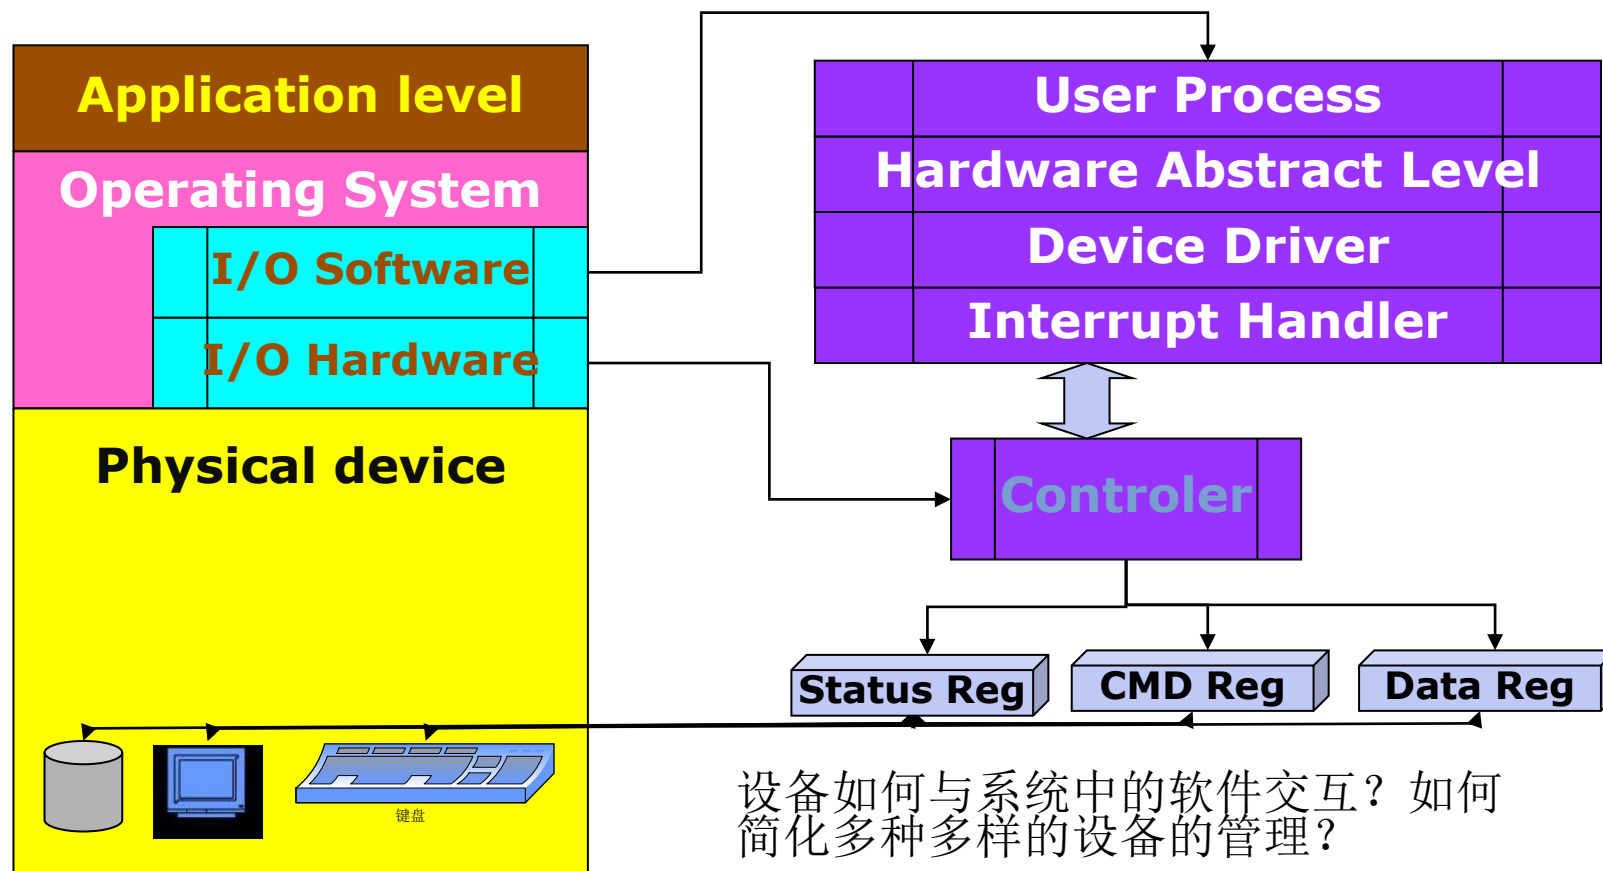 Application level
Operating System
I/O Software
I/O Hardware
Physical device
键盘
User Process
Hardware Abstract Level
Device Driver
Interrupt Handler
Controler
Status Reg
CMD Reg
Data Reg
设备如何与系统中的软件交互？如何
简化多种多样的设备的管理？